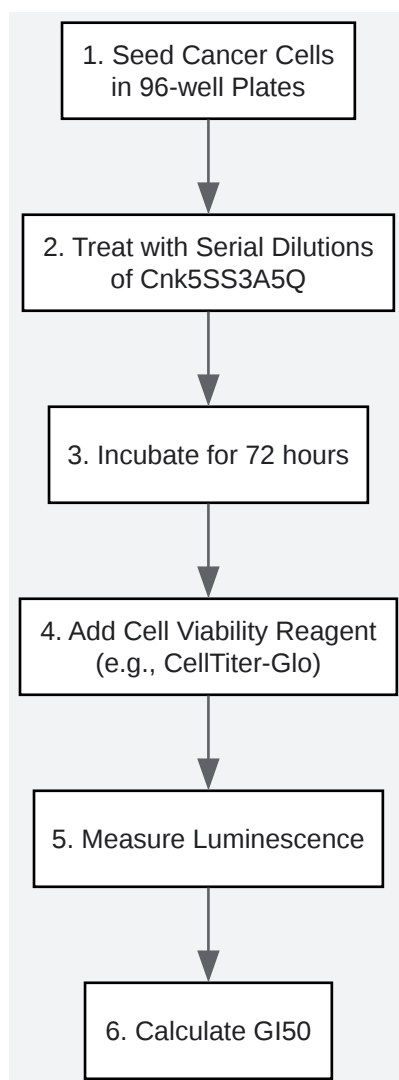 1. Seed Cancer Cells
in 96-well Plates
2. Treat with Serial Dilutions
of Cnk5SS3A5Q
3. Incubate for 72 hours
4. Add Cell Viability Reagent
(e.g., CellTiter-Glo)
5. Measure Luminescence
6. Calculate GI50